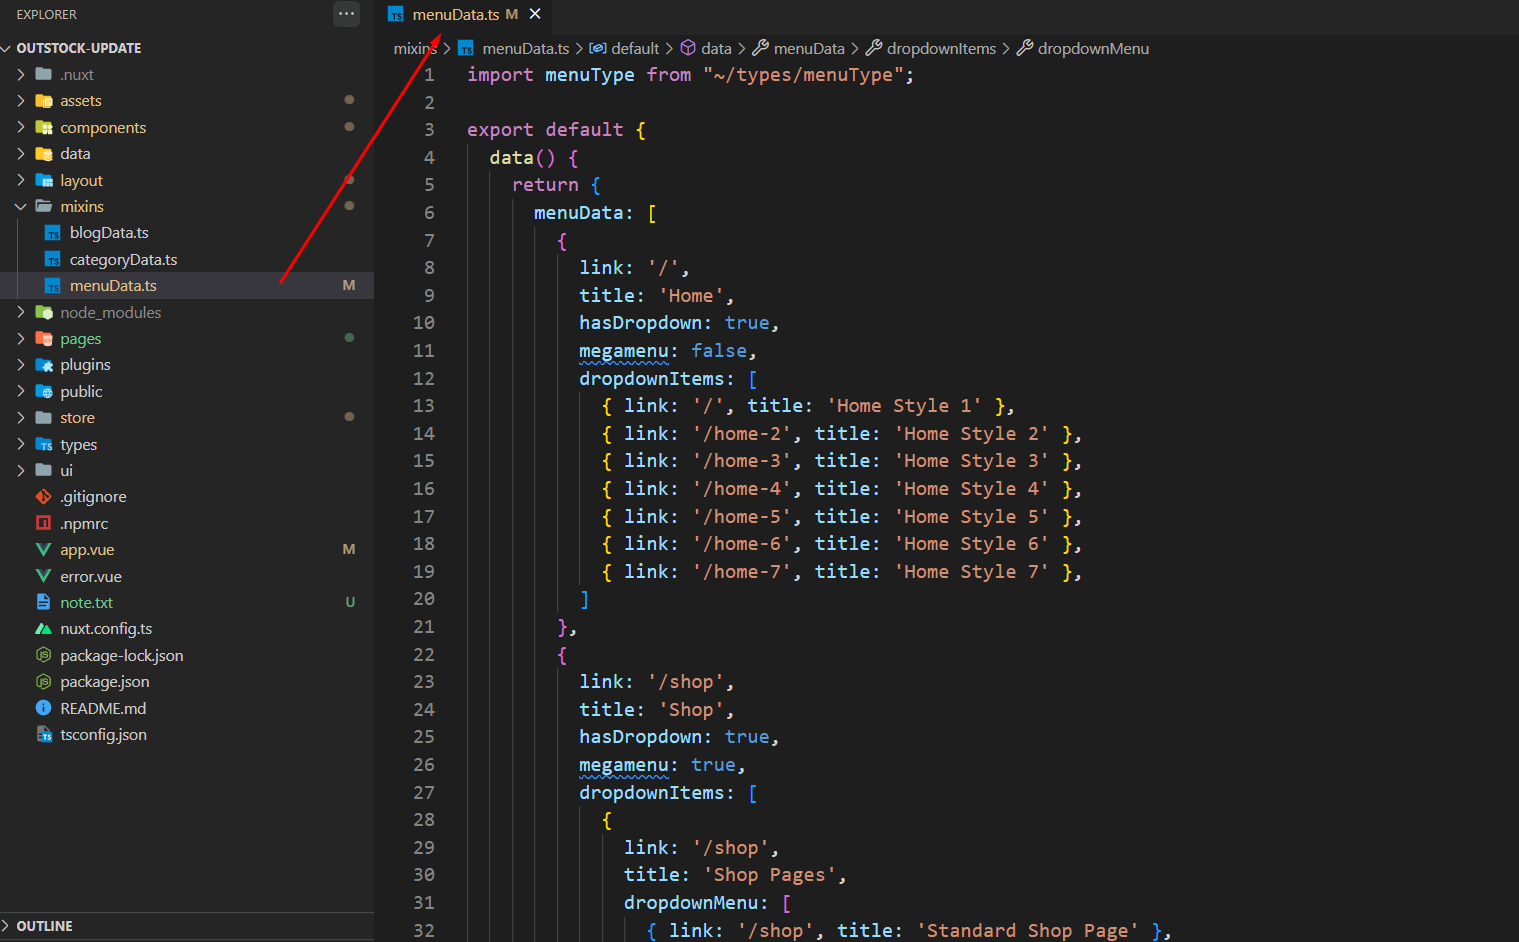 EXPLORER
···
OUTSTOCK-UPDATE
.nuxt
assets
components
data
layout
mixins
blogData.ts
categoryData.ts
menuData.ts M
node_modules
pages
plugins
public
store
types
ui
.gitignore
.npmrc
app.vue M
error.vue
note.txt U
nuxt.config.ts
package-lock.json
package.json
README.md
tsconfig.json
OUTLINE
TS menuData.ts M ×
mixins > TS menuData.ts > default > data > menuData > dropdownItems > dropdownMenu
1 import menuType from "~/types/menuType";
2
3 export default {
4 data() {
5 return {
6 menuData: [
7 {
8 link: '/',
9 title: 'Home',
10 hasDropdown: true,
11 megamenu: false,
12 dropdownItems: [
13 { link: '/', title: 'Home Style 1' },
14 { link: '/home-2', title: 'Home Style 2' },
15 { link: '/home-3', title: 'Home Style 3' },
16 { link: '/home-4', title: 'Home Style 4' },
17 { link: '/home-5', title: 'Home Style 5' },
18 { link: '/home-6', title: 'Home Style 6' },
19 { link: '/home-7', title: 'Home Style 7' },
20 ]
21 },
22 {
23 link: '/shop',
24 title: 'Shop',
25 hasDropdown: true,
26 megamenu: true,
27 dropdownItems: [
28 {
29 link: '/shop',
30 title: 'Shop Pages',
31 dropdownMenu: [
32 { link: '/shop', title: 'Standard Shop Page' },